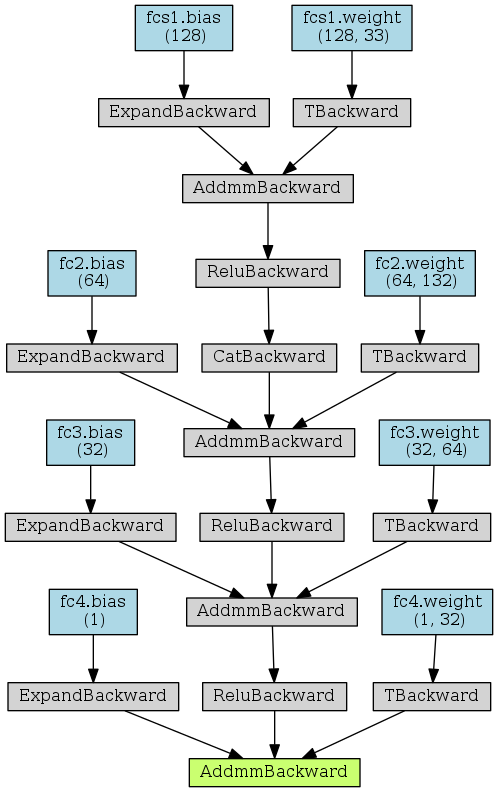 fcs1.bias
(128)
fcs1.weight
(128, 33)
ExpandBackward
TBackward
AddmmBackward
ReluBackward
fc2.bias
(64)
fc2.weight
(64, 132)
ExpandBackward
CatBackward
TBackward
AddmmBackward
fc3.bias
(32)
fc3.weight
(32, 64)
ExpandBackward
ReluBackward
TBackward
AddmmBackward
fc4.bias
(1)
fc4.weight
(1, 32)
ExpandBackward
ReluBackward
TBackward
AddmmBackward